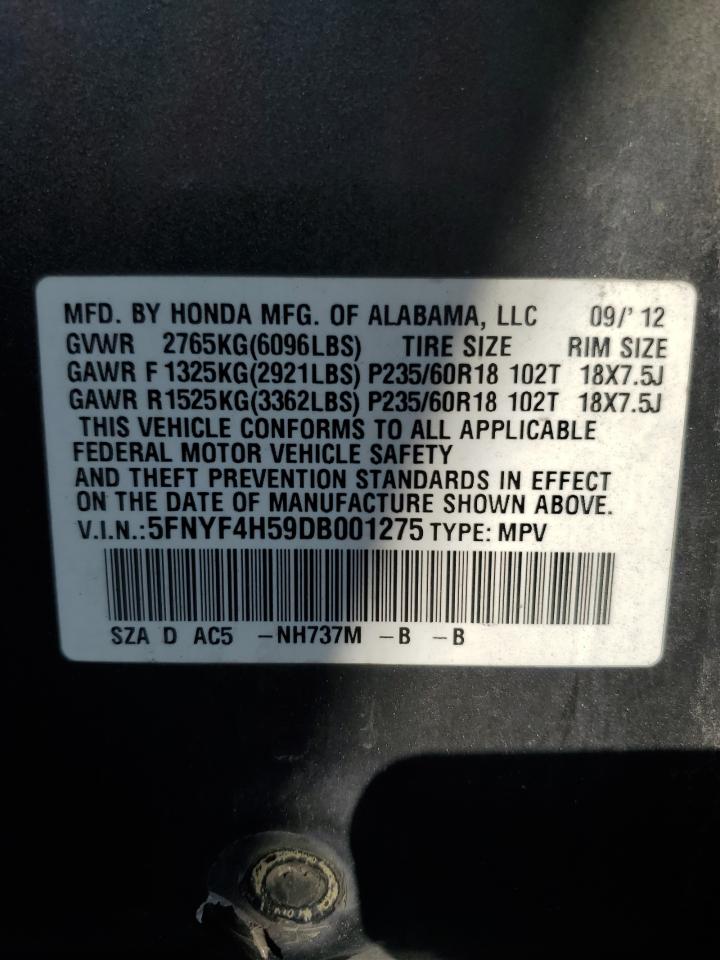 MFD. BY HONDA MFG. OF ALABAMA, LLC 09/'12
GVWR 2765KG(6096LBS) TIRE SIZE RIM SIZE
GAWR F 1325KG(2921LBS) P235/60R18 102T 18X7.5J
GAWR R1525KG(3362LBS) P235/60R18 102T 18X7.5J
THIS VEHICLE CONFORMS TO ALL APPLICABLE
FEDERAL MOTOR VEHICLE SAFETY
AND THEFT PREVENTION STANDARDS IN EFFECT
ON THE DATE OF MANUFACTURE SHOWN ABOVE.
V.I.N.:5FNYF4H59DB001275 TYPE: MPV
SZA D AC5 -NH737M -B -B